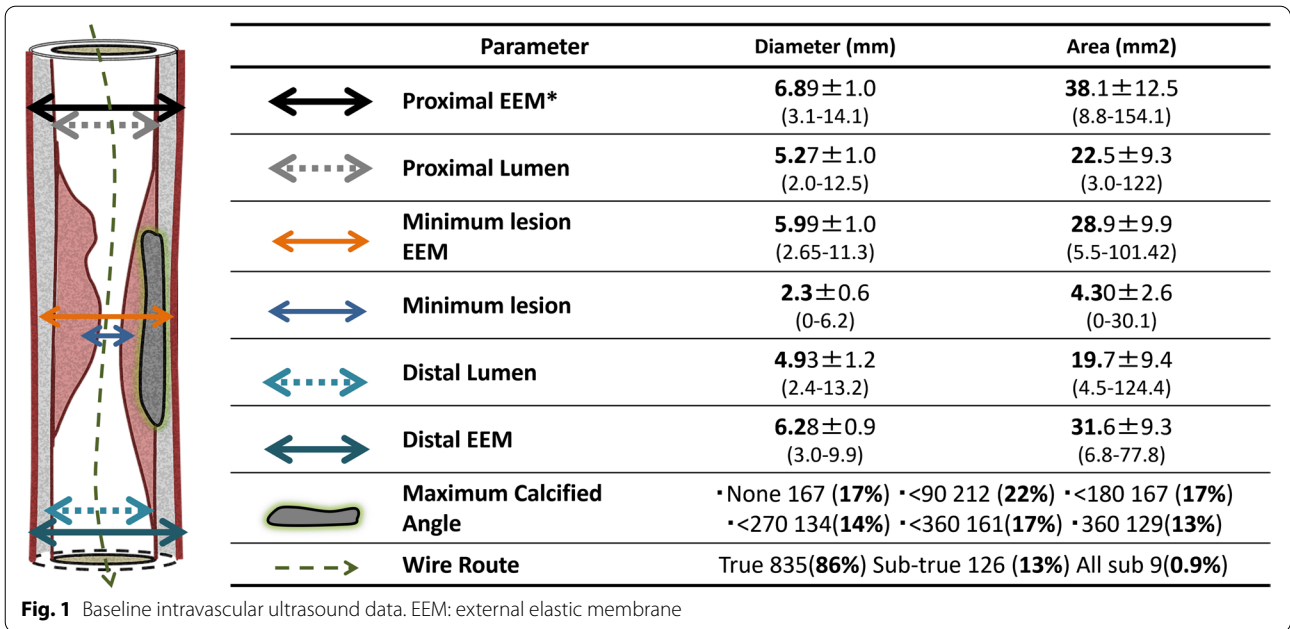 Parameter Diameter (mm) Area (mm2)
Proximal EEM* 6.89±1.0 38.1±12.5
(3.1-14.1) (8.8-154.1)
Proximal Lumen 5.27±1.0 22.5±9.3
(2.0-12.5) (3.0-122)
Minimum lesion EEM 5.99±1.0 28.9±9.9
(2.65-11.3) (5.5-101.42)
Minimum lesion 2.3±0.6 4.30±2.6
(0-6.2) (0-30.1)
Distal Lumen 4.93±1.2 19.7±9.4
(2.4-13.2) (4.5-124.4)
Distal EEM 6.28±0.9 31.6±9.3
(3.0-9.9) (6.8-77.8)
Maximum Calcified Angle ･None 167 (17%) ･<90 212 (22%) ･<180 167 (17%)
･<270 134(14%) ･<360 161(17%) ･360 129(13%)
Wire Route True 835(86%) Sub-true 126 (13%) All sub 9(0.9%)
Fig. 1 Baseline intravascular ultrasound data. EEM: external elastic membrane